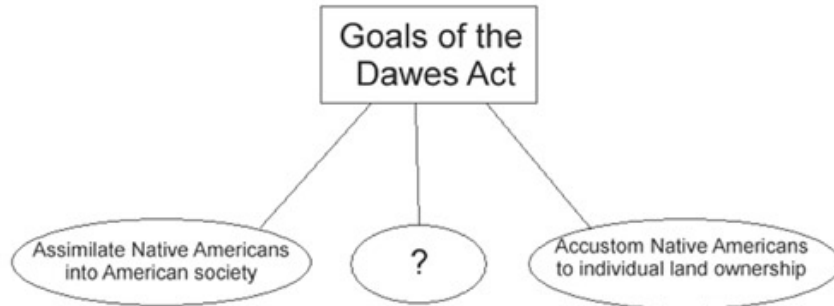 Goals of the
Dawes Act
Assimilate Native Americans
into American society
?
Accustom Native Americans
to individual land ownership